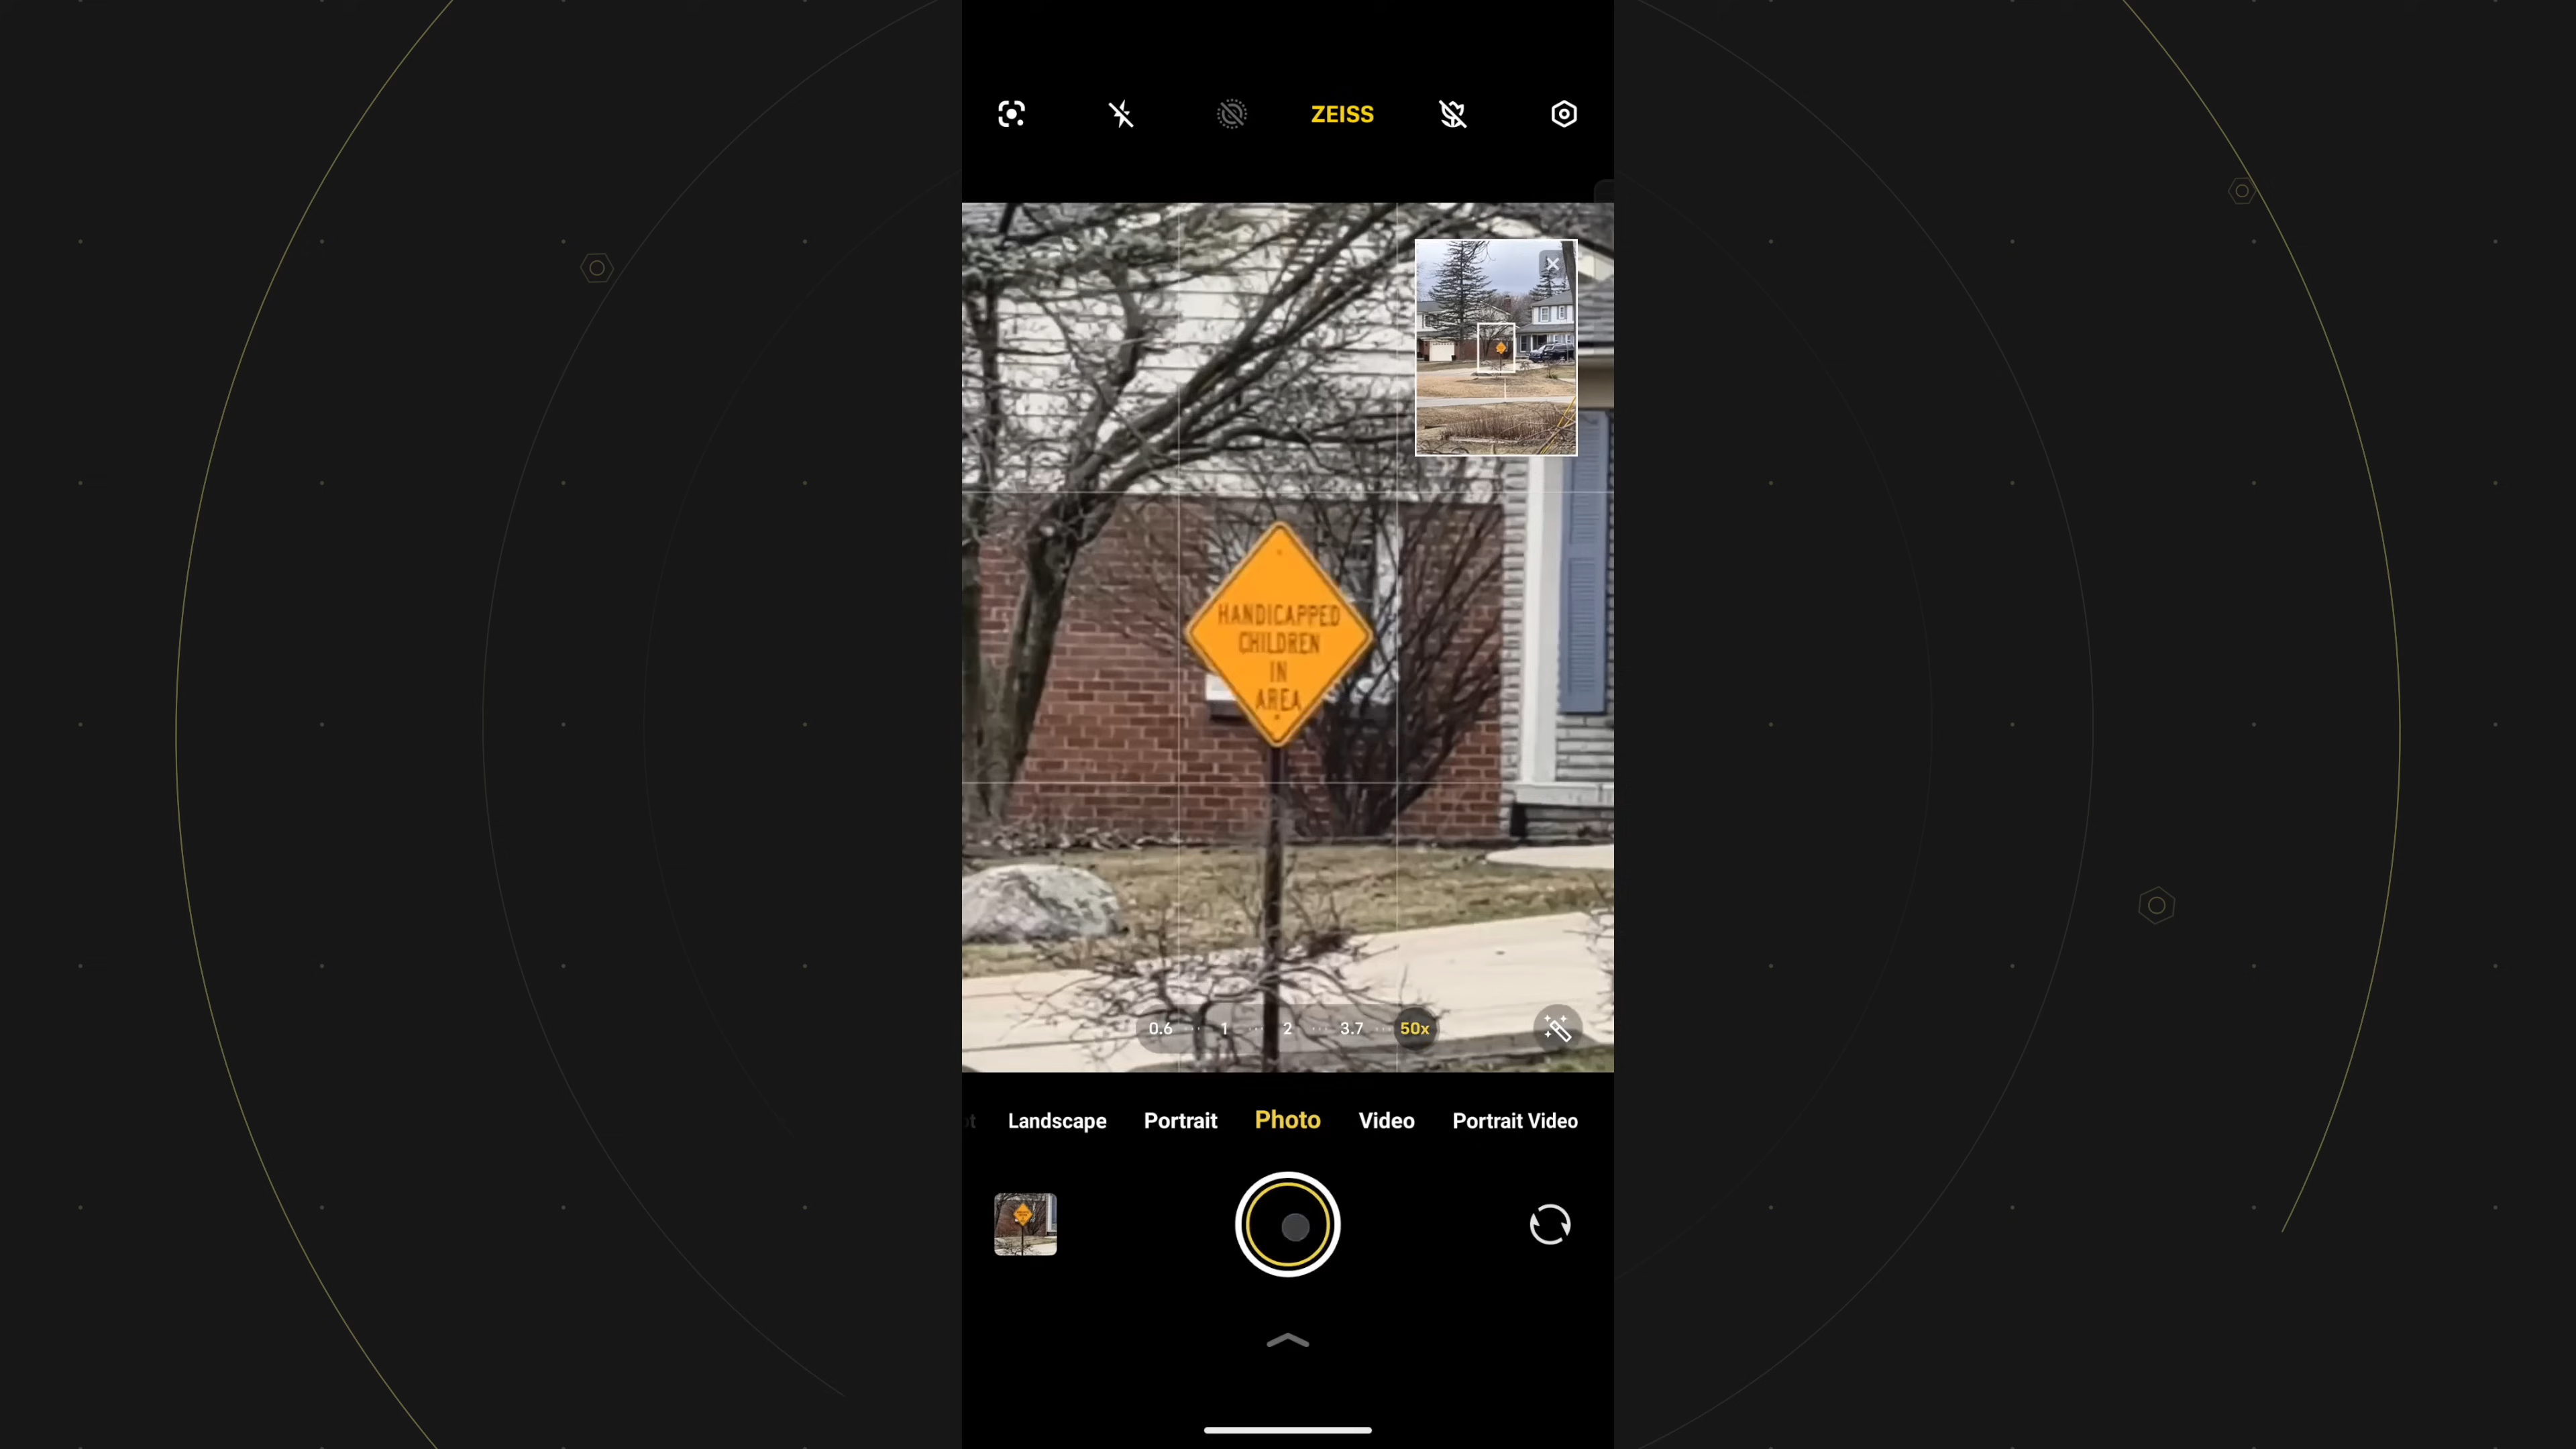 ZEISS
HANDICAPPED
CHILDREN
IN
AREA
0.6 1 2 3.7 50x
Landscape Portrait Photo Video Portrait Video